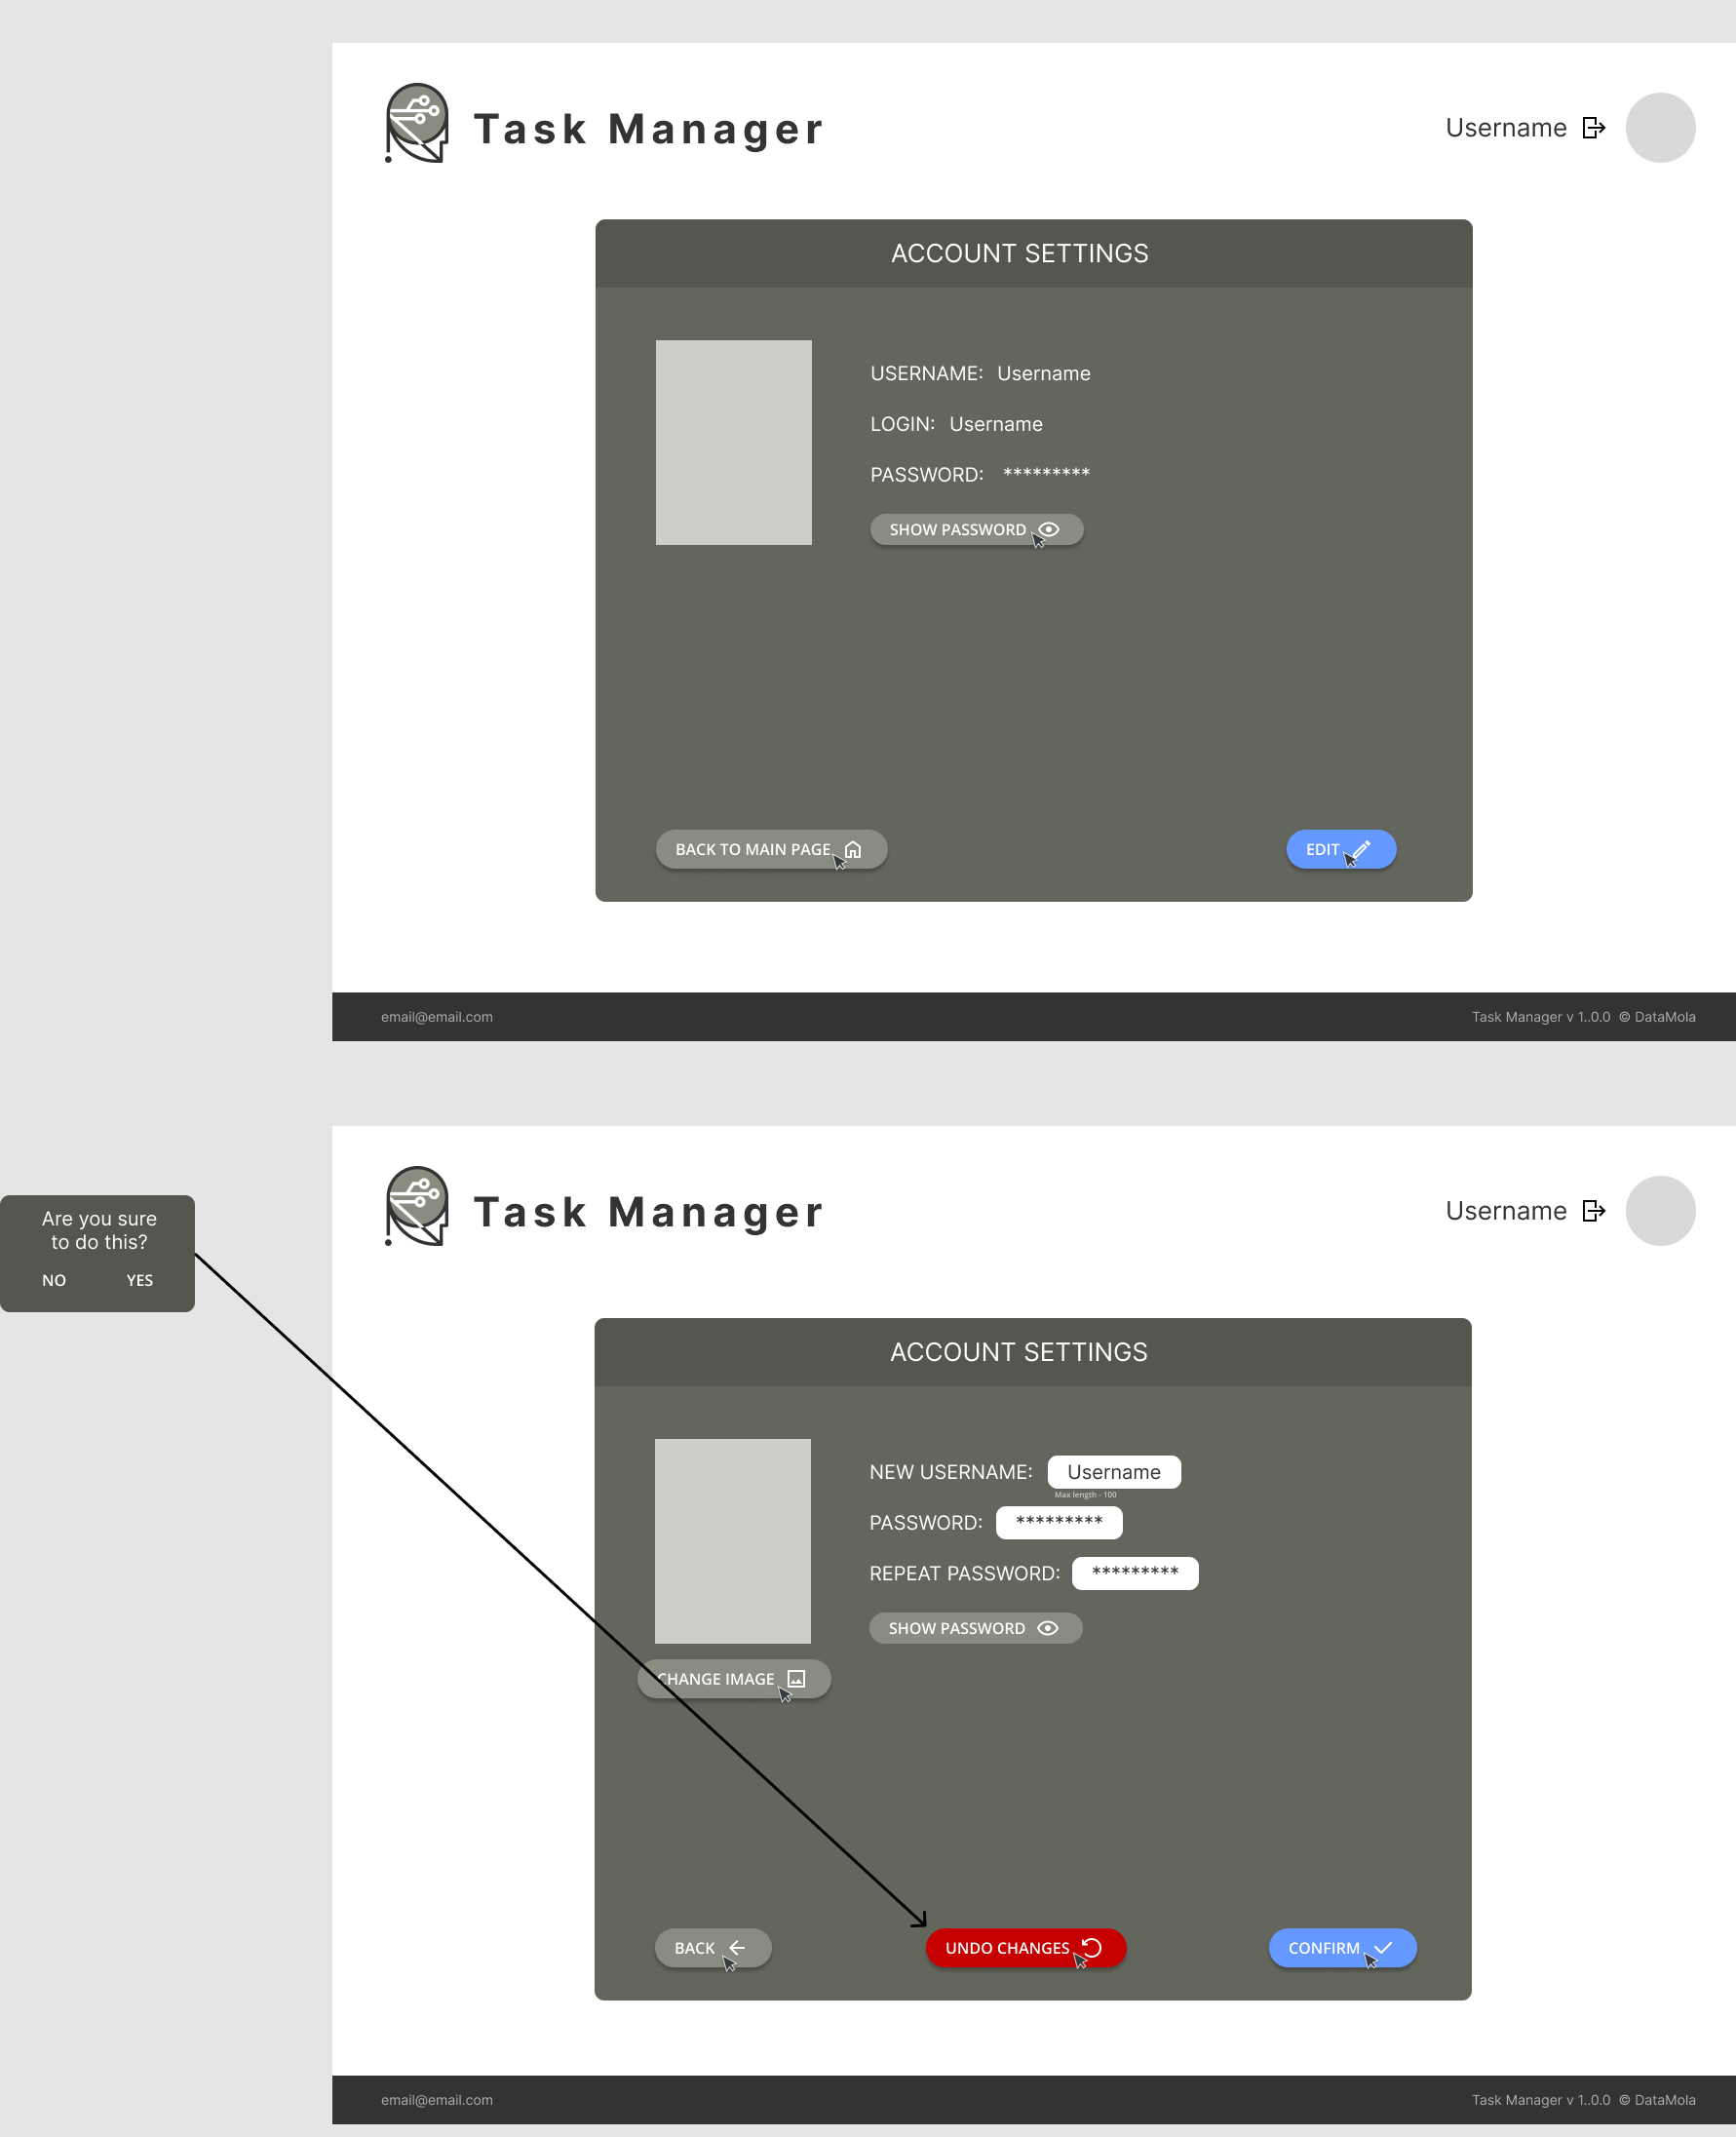 Task Manager
Username
ACCOUNT SETTINGS
USERNAME: Username
LOGIN: Username
PASSWORD: *********
SHOW PASSWORD
BACK TO MAIN PAGE
EDIT
email@email.com
Task Manager v 1..0.0 © DataMola
Task Manager
Username
Are you sure
to do this?
NO YES
ACCOUNT SETTINGS
NEW USERNAME: Username
Max length - 100
PASSWORD: *********
REPEAT PASSWORD: *********
SHOW PASSWORD
CHANGE IMAGE
BACK
UNDO CHANGES
CONFIRM
email@email.com
Task Manager v 1..0.0 © DataMola